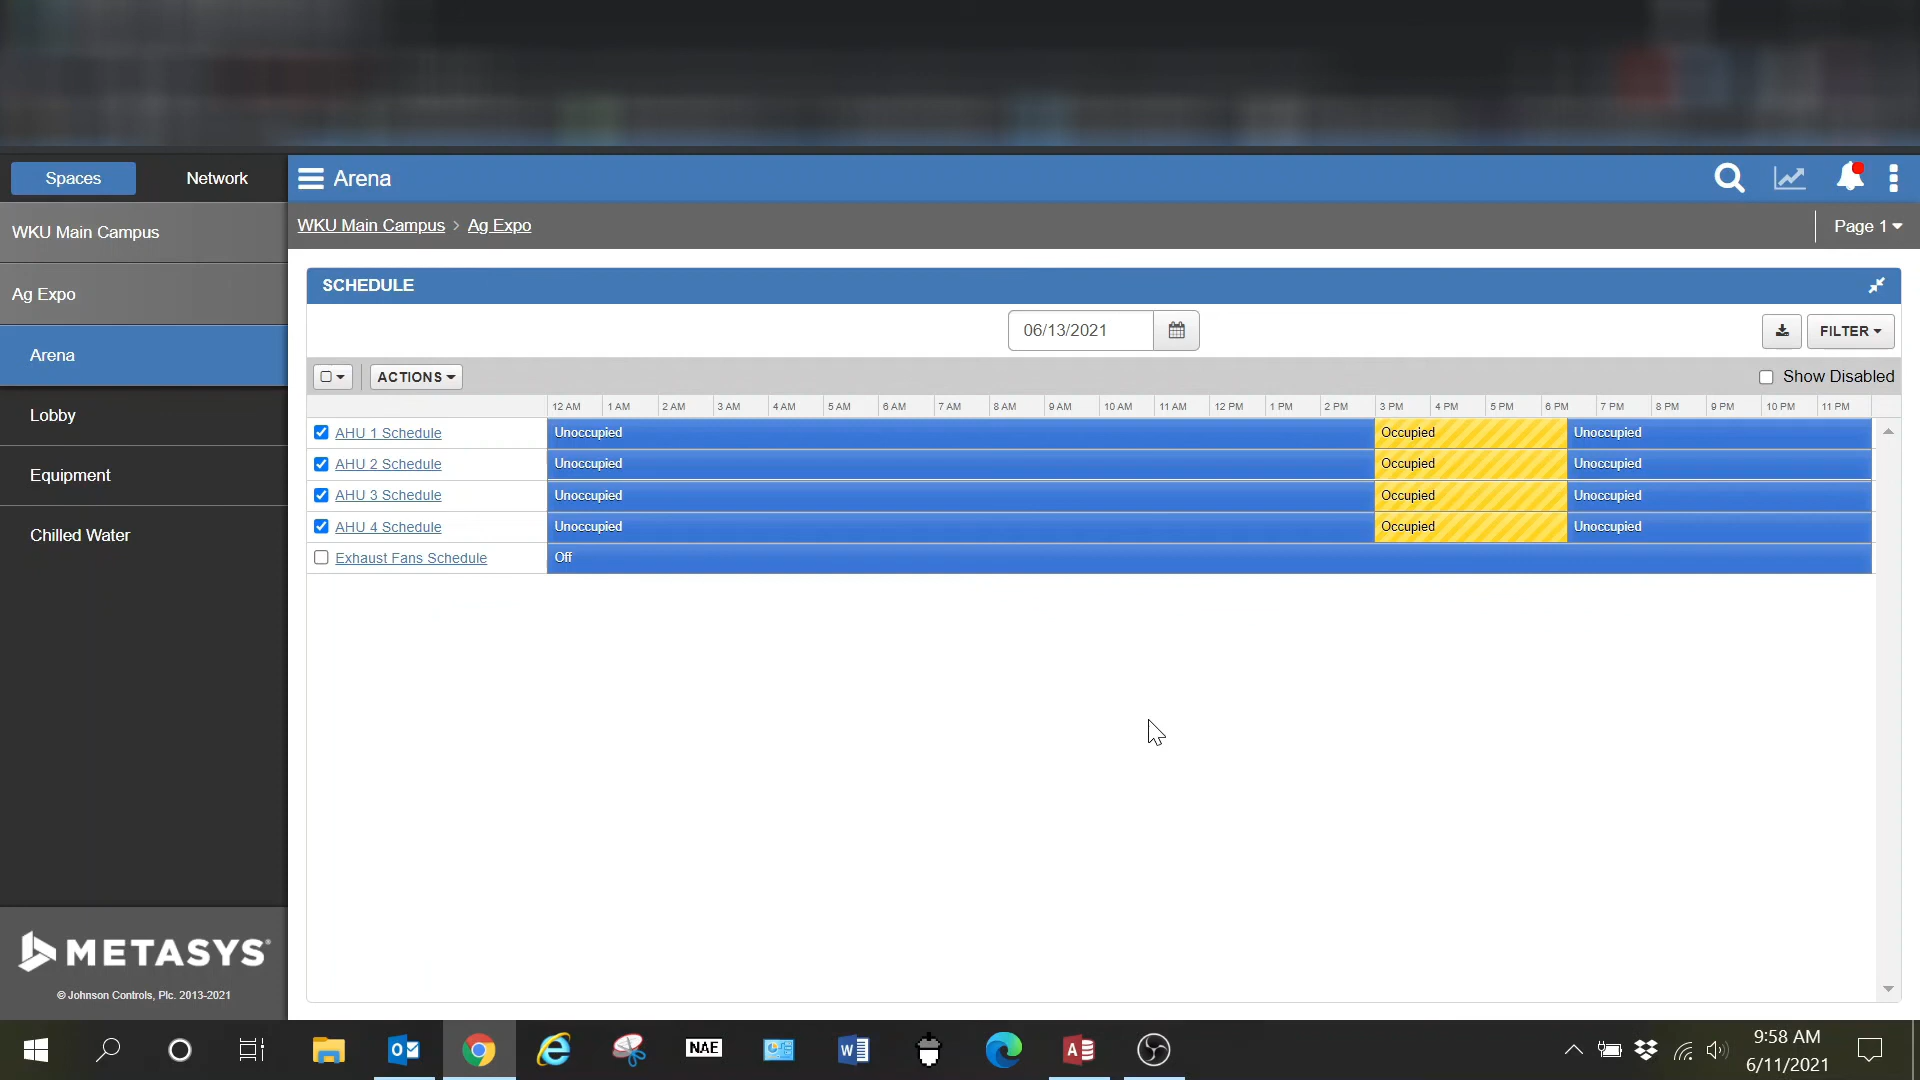 Spaces Network
Arena
WKU Main Campus
WKU Main Campus > Ag Expo
Page 1
Ag Expo
Arena
Lobby
Equipment
Chilled Water
METASYS®
© Johnson Controls, Plc. 2013-2021
SCHEDULE
06/13/2021
FILTER
ACTIONS
Show Disabled
12 AM 1 AM 2 AM 3 AM 4 AM 5 AM 6 AM 7 AM 8 AM 9 AM 10 AM 11 AM 12 PM 1 PM 2 PM 3 PM 4 PM 5 PM 6 PM 7 PM 8 PM 9 PM 10 PM 11 PM
AHU 1 Schedule Unoccupied Occupied Unoccupied
AHU 2 Schedule Unoccupied Occupied Unoccupied
AHU 3 Schedule Unoccupied Occupied Unoccupied
AHU 4 Schedule Unoccupied Occupied Unoccupied
Exhaust Fans Schedule Off
NAE
9:58 AM
6/11/2021